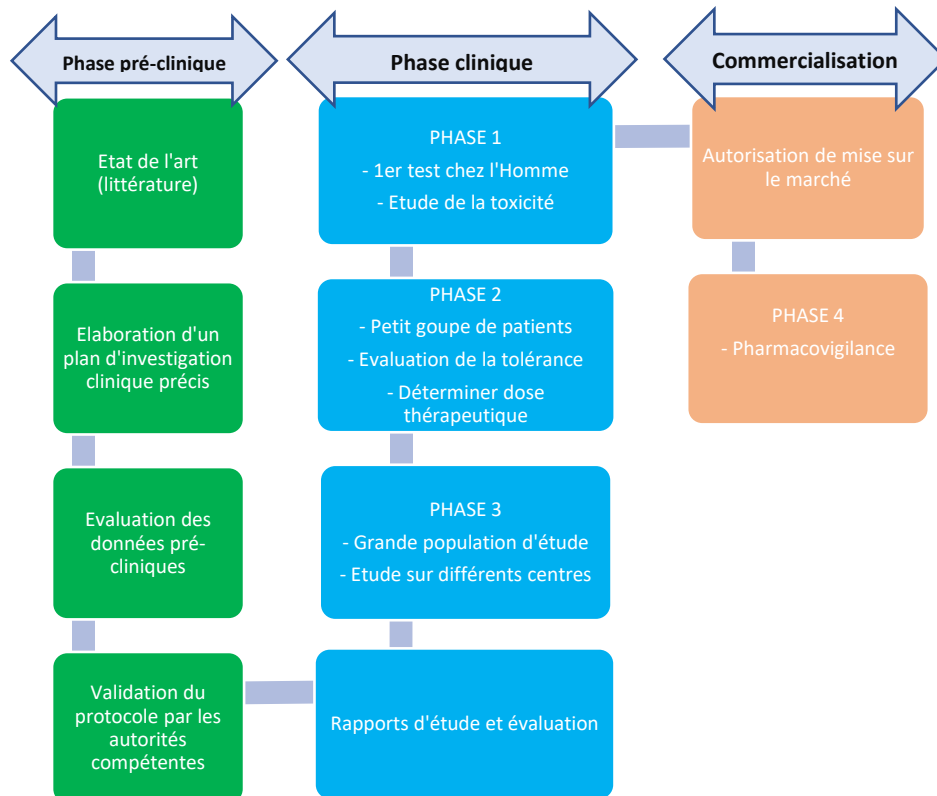 Phase pré-clinique
Phase clinique
Commercialisation
Etat de l'art
(littérature)
Elaboration d'un
plan d'investigation
clinique précis
Evaluation des
données pré-
cliniques
Validation du
protocole par les
autorités
compétentes
PHASE 1
- 1er test chez l'Homme
- Etude de la toxicité
PHASE 2
- Petit goupe de patients
- Evaluation de la tolérance
- Déterminer dose
thérapeutique
PHASE 3
- Grande population d'étude
- Etude sur différents centres
Rapports d'étude et évaluation
Autorisation de mise sur
le marché
PHASE 4
- Pharmacovigilance